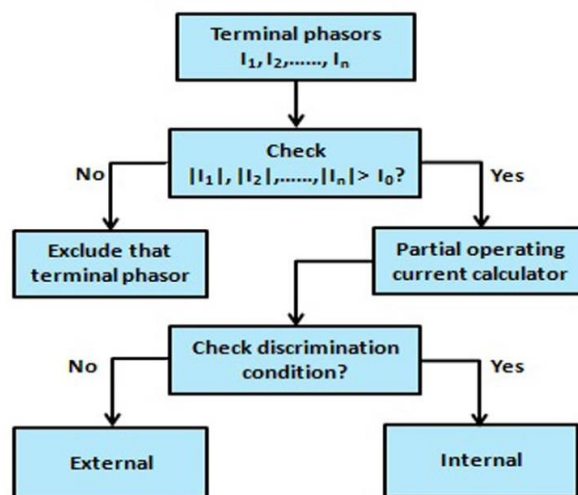 Terminal phasors
I₁, I₂,......, Iₙ
Check
|I₁|, |I₂|,......,|Iₙ| > I₀?
No
Yes
Exclude that
terminal phasor
Partial operating
current calculator
Check discrimination
condition?
No
Yes
External
Internal